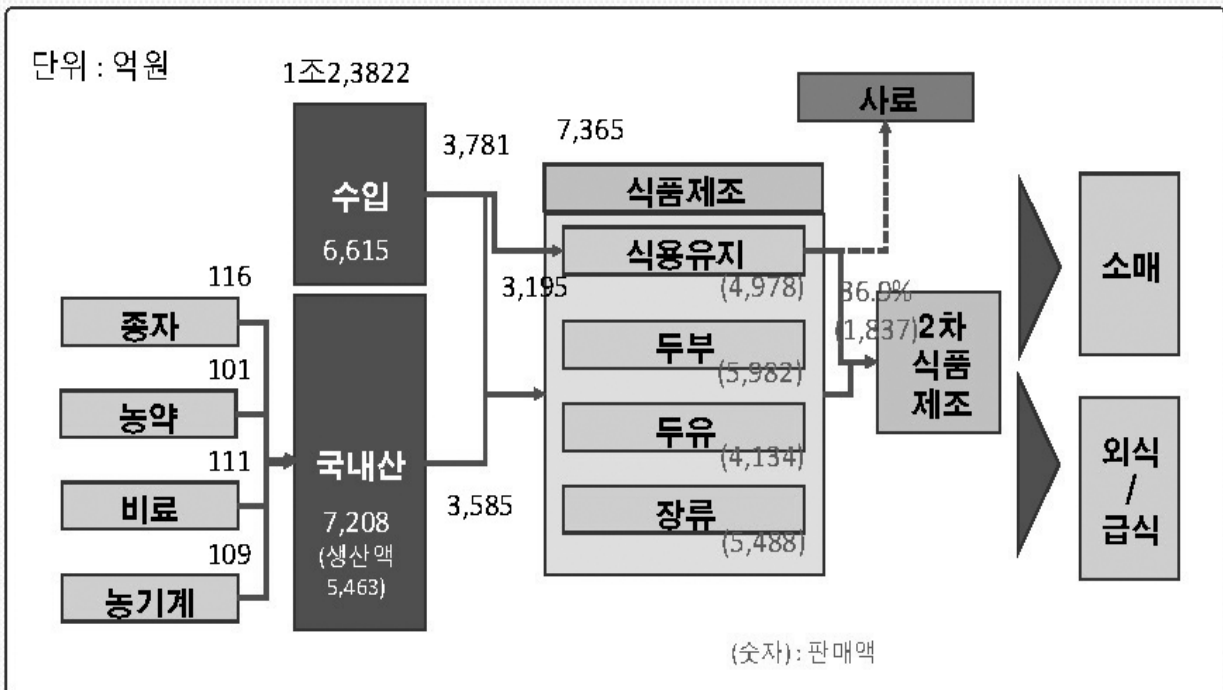 단위 : 억원
1조2,3822
수입
6,615
116
종자
101
농약
111
비료
109
농기계
국내산
7,208
(생산액
5,463)
3,781
3,195
3,585
7,365
식품제조
식용유지
(4,978)
두부
(5,982)
두유
(4,134)
장류
(5,488)
사료
36.9%
(1,837)
2차
식품
제조
소매
외식
/
급식
(숫자) : 판매액